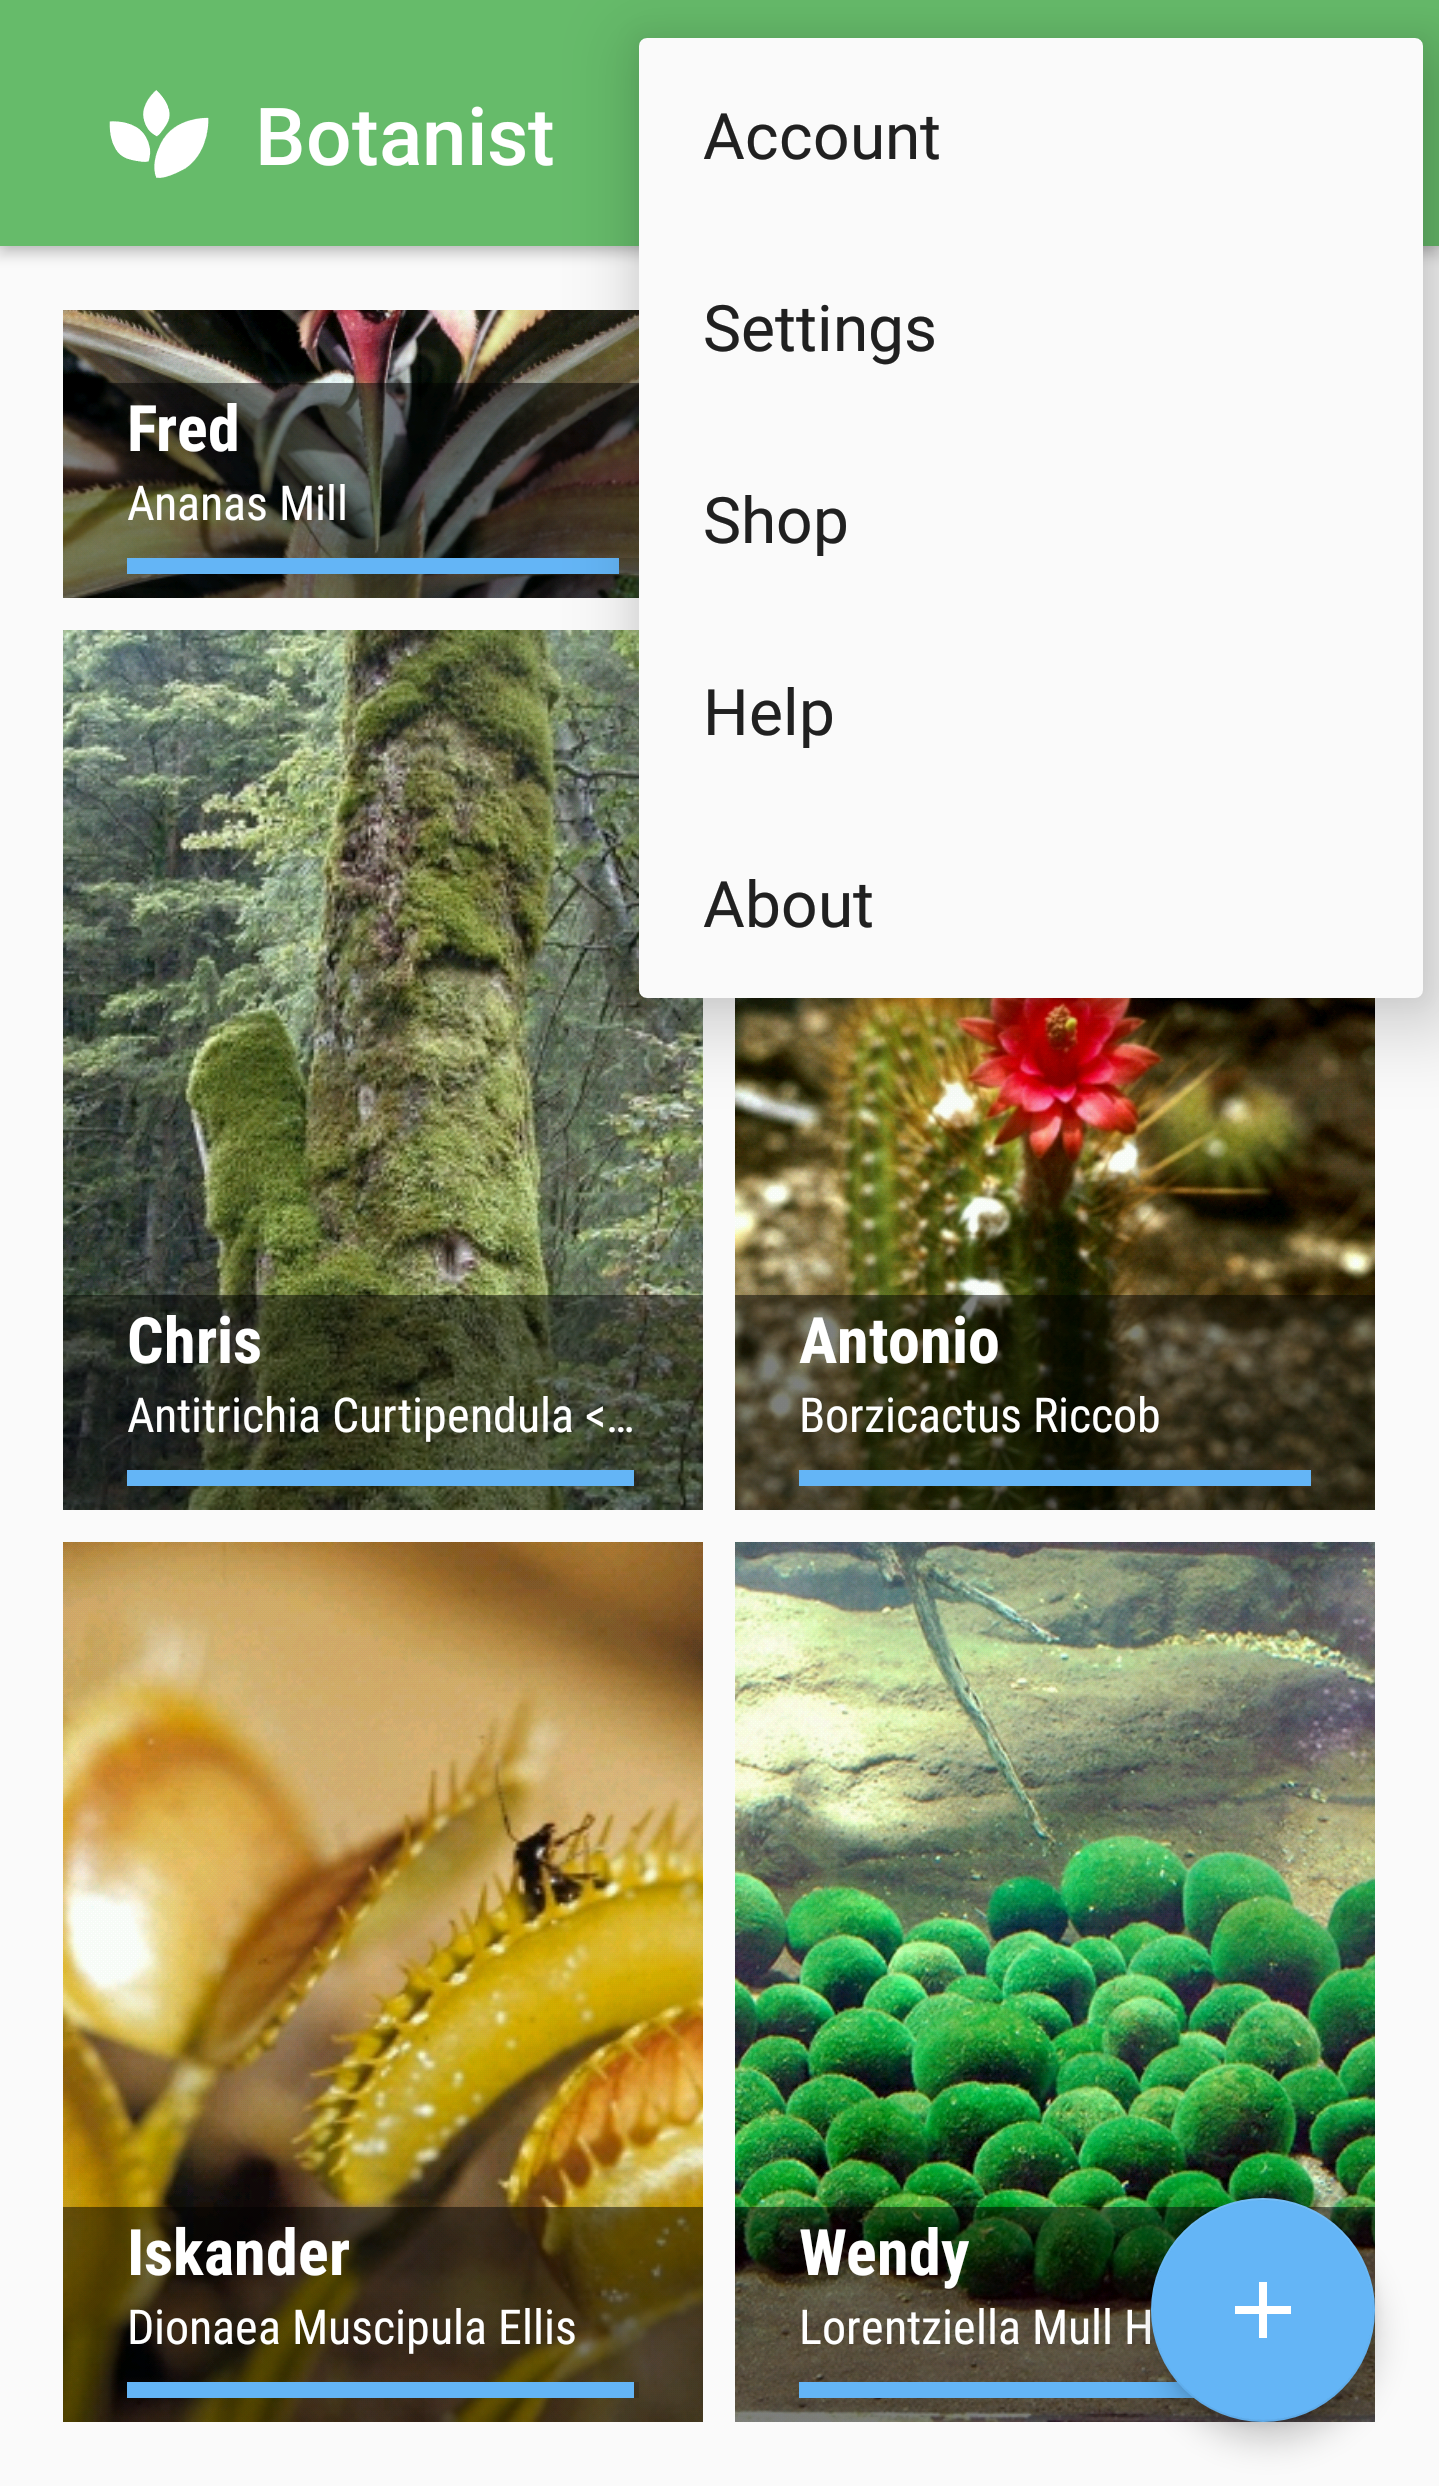 Botanist
Account
Settings
Shop
Help
About
Fred
Ananas Mill
Chris
Antitrichia Curtipendula <...
Antonio
Borzicactus Riccob
Iskander
Dionaea Muscipula Ellis
Wendy
Lorentziella Mull H